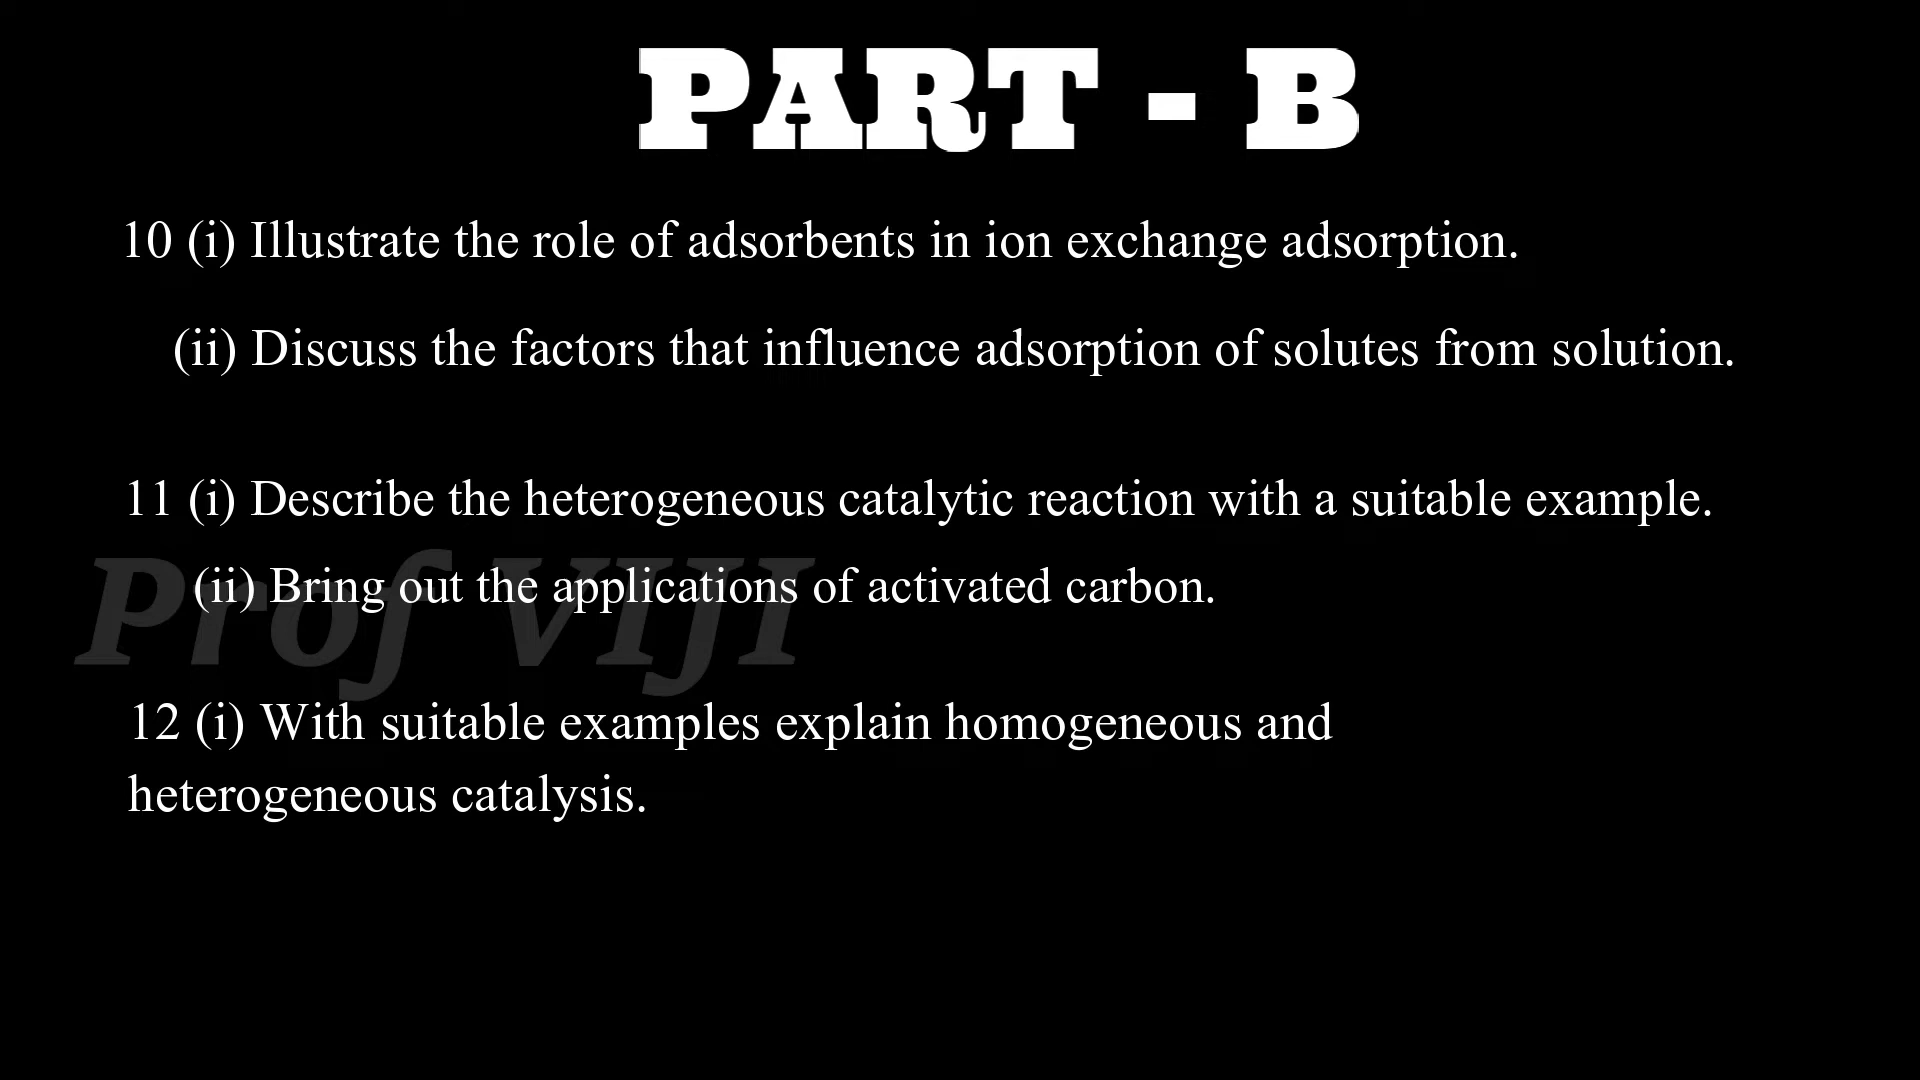 PART - B
10 (i) Illustrate the role of adsorbents in ion exchange adsorption.
(ii) Discuss the factors that influence adsorption of solutes from solution.
11 (i) Describe the heterogeneous catalytic reaction with a suitable example.
(ii) Bring out the applications of activated carbon.
Prof VIJI
12 (i) With suitable examples explain homogeneous and
heterogeneous catalysis.